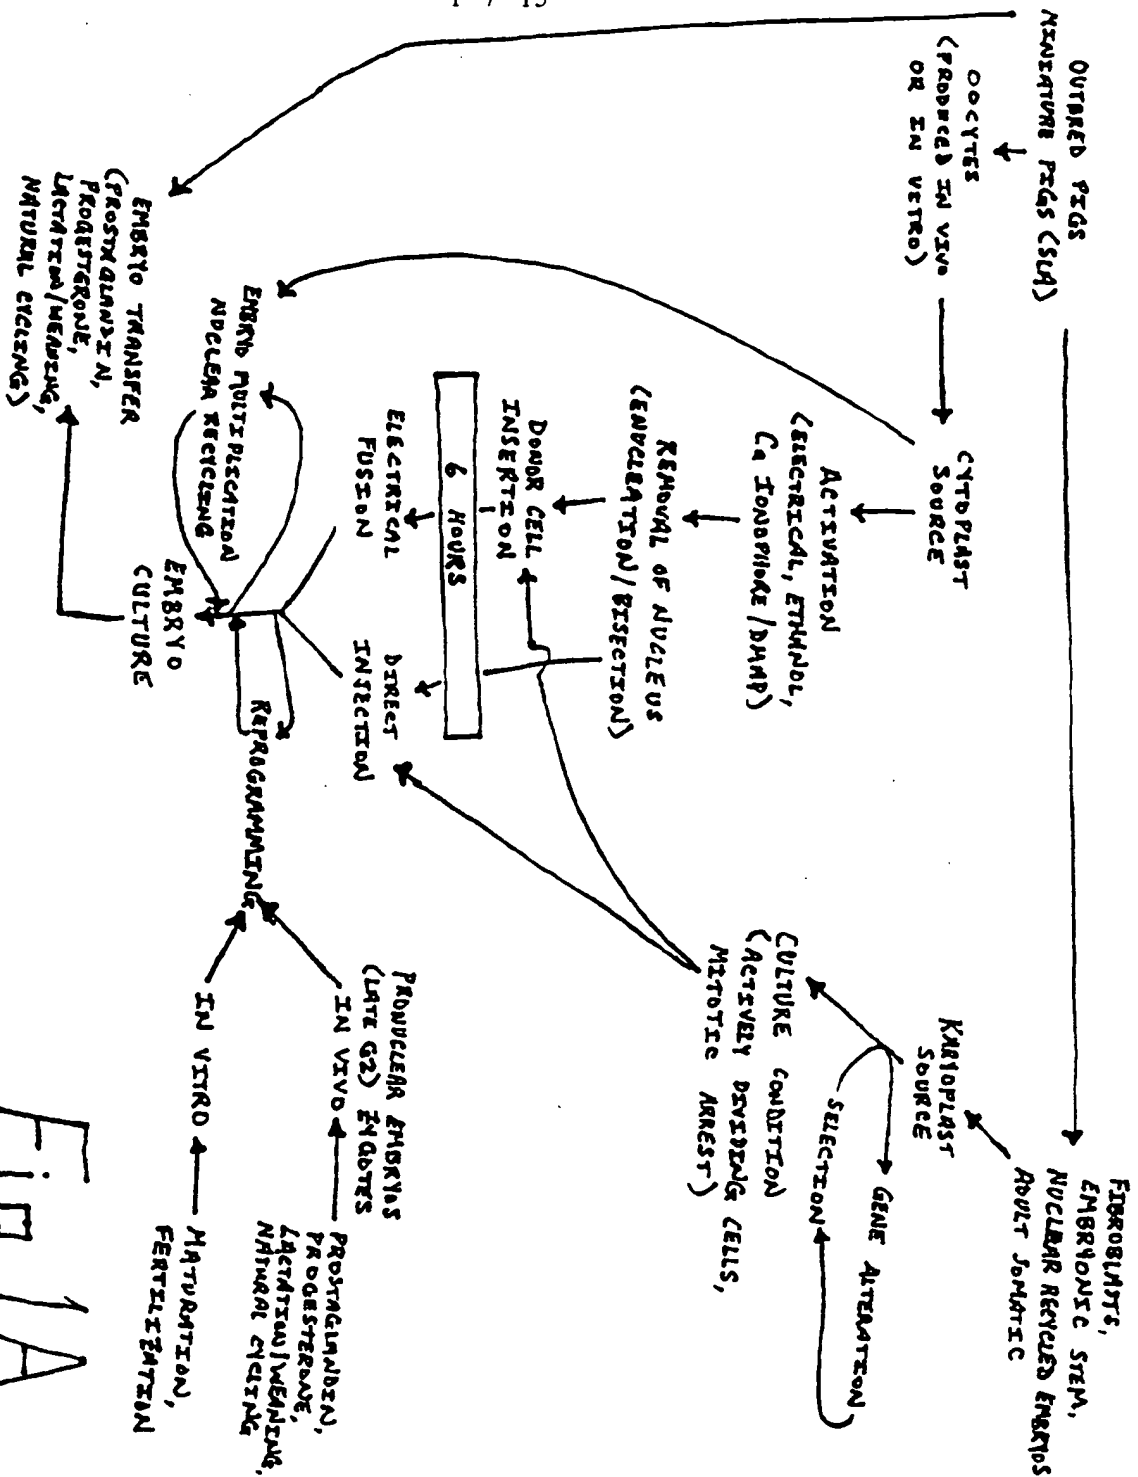 1 / 15
OUTBRED PIGS
MINIATURE PIGS (SLA)
OOCYTES
(PRODUCED IN VIVO
OR IN VITRO)
CYTOPLAST
SOURCE
ACTIVATION
(ELECTRICAL, ETHANOL,
Ca IONOPHORE/DMAP)
REMOVAL OF NUCLEUS
(ENUCLEATION/BISECTION)
DONOR CELL
INSERTION
6 HOURS
ELECTRICAL
FUSION
DIRECT
INJECTION
EMBRYO MULTIPLICATION
NUCLEAR RECYCLING
EMBRYO
CULTURE
EMBRYO TRANSFER
(PROSTAGLANDIN,
PROGESTERONE,
LACTATION/WEANING,
NATURAL CYCLING)
FIBROBLASTS,
EMBRYONIC STEM,
NUCLEAR RECYCLED EMBRYOS
ADULT SOMATIC
KARYOPLAST
SOURCE
GENE ALTERATION
SELECTION
CULTURE CONDITION
(ACTIVELY DIVIDING CELLS,
MITOTIC ARREST)
REPROGRAMMING
PRONUCLEAR EMBRYOS
(LATE G2) ZYGOTES
IN VIVO
PROSTAGLANDIN,
PROGESTERONE,
LACTATION/WEANING,
NATURAL CYCLING
IN VITRO
MATURATION,
FERTILIZATION
Fig 1A